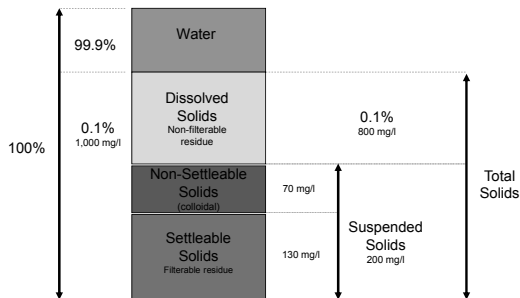 100%
99.9%
0.1%
1,000 mg/l
Water
Dissolved
Solids
Non-filterable
residue
Non-Settleable
Solids
(colloidal)
Settleable
Solids
Filterable residue
0.1%
800 mg/l
70 mg/l
130 mg/l
Suspended
Solids
200 mg/l
Total
Solids